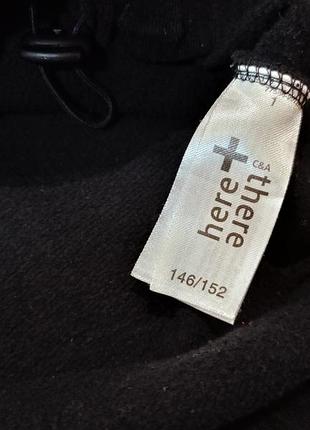 1
+
C&A
here
there
146/152